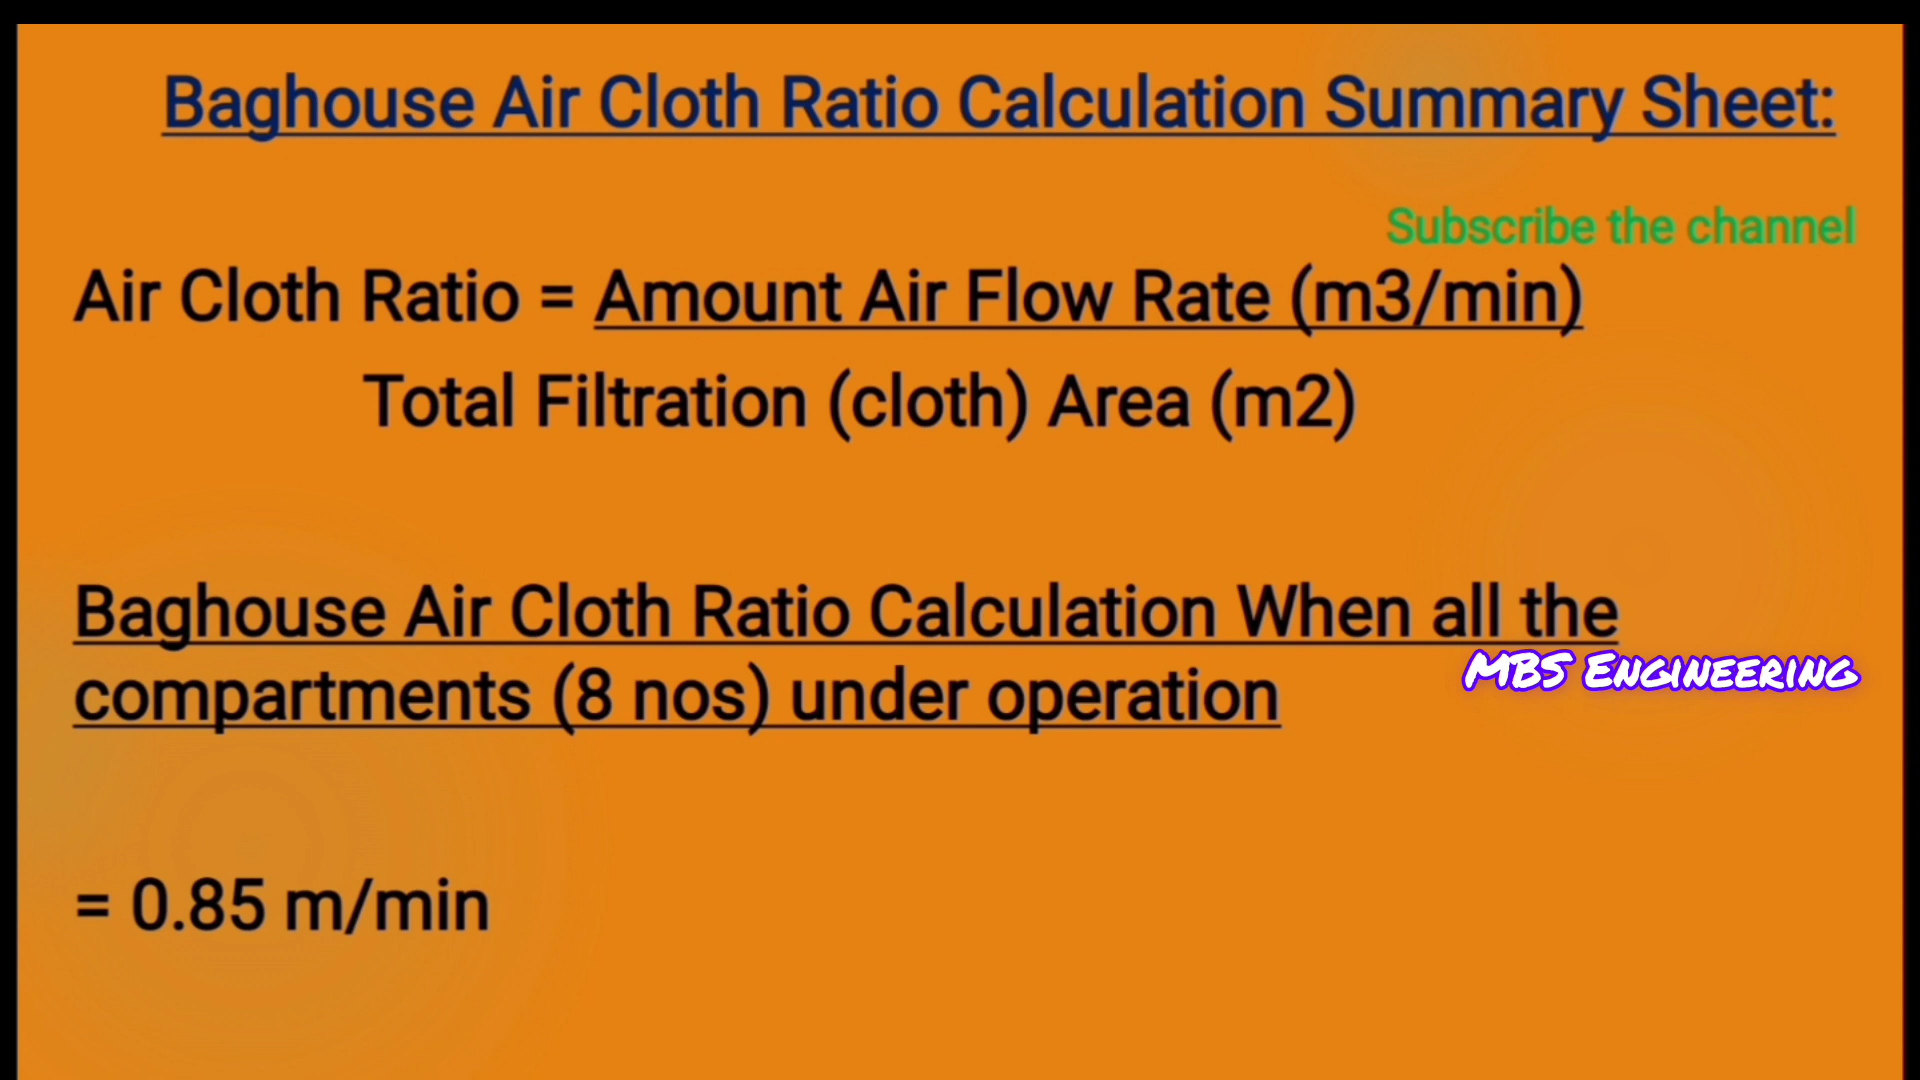 Baghouse Air Cloth Ratio Calculation Summary Sheet:
Subscribe the channel
Air Cloth Ratio = Amount Air Flow Rate (m3/min)
Total Filtration (cloth) Area (m2)
Baghouse Air Cloth Ratio Calculation When all the
compartments (8 nos) under operation
MBS Engineering
= 0.85 m/min